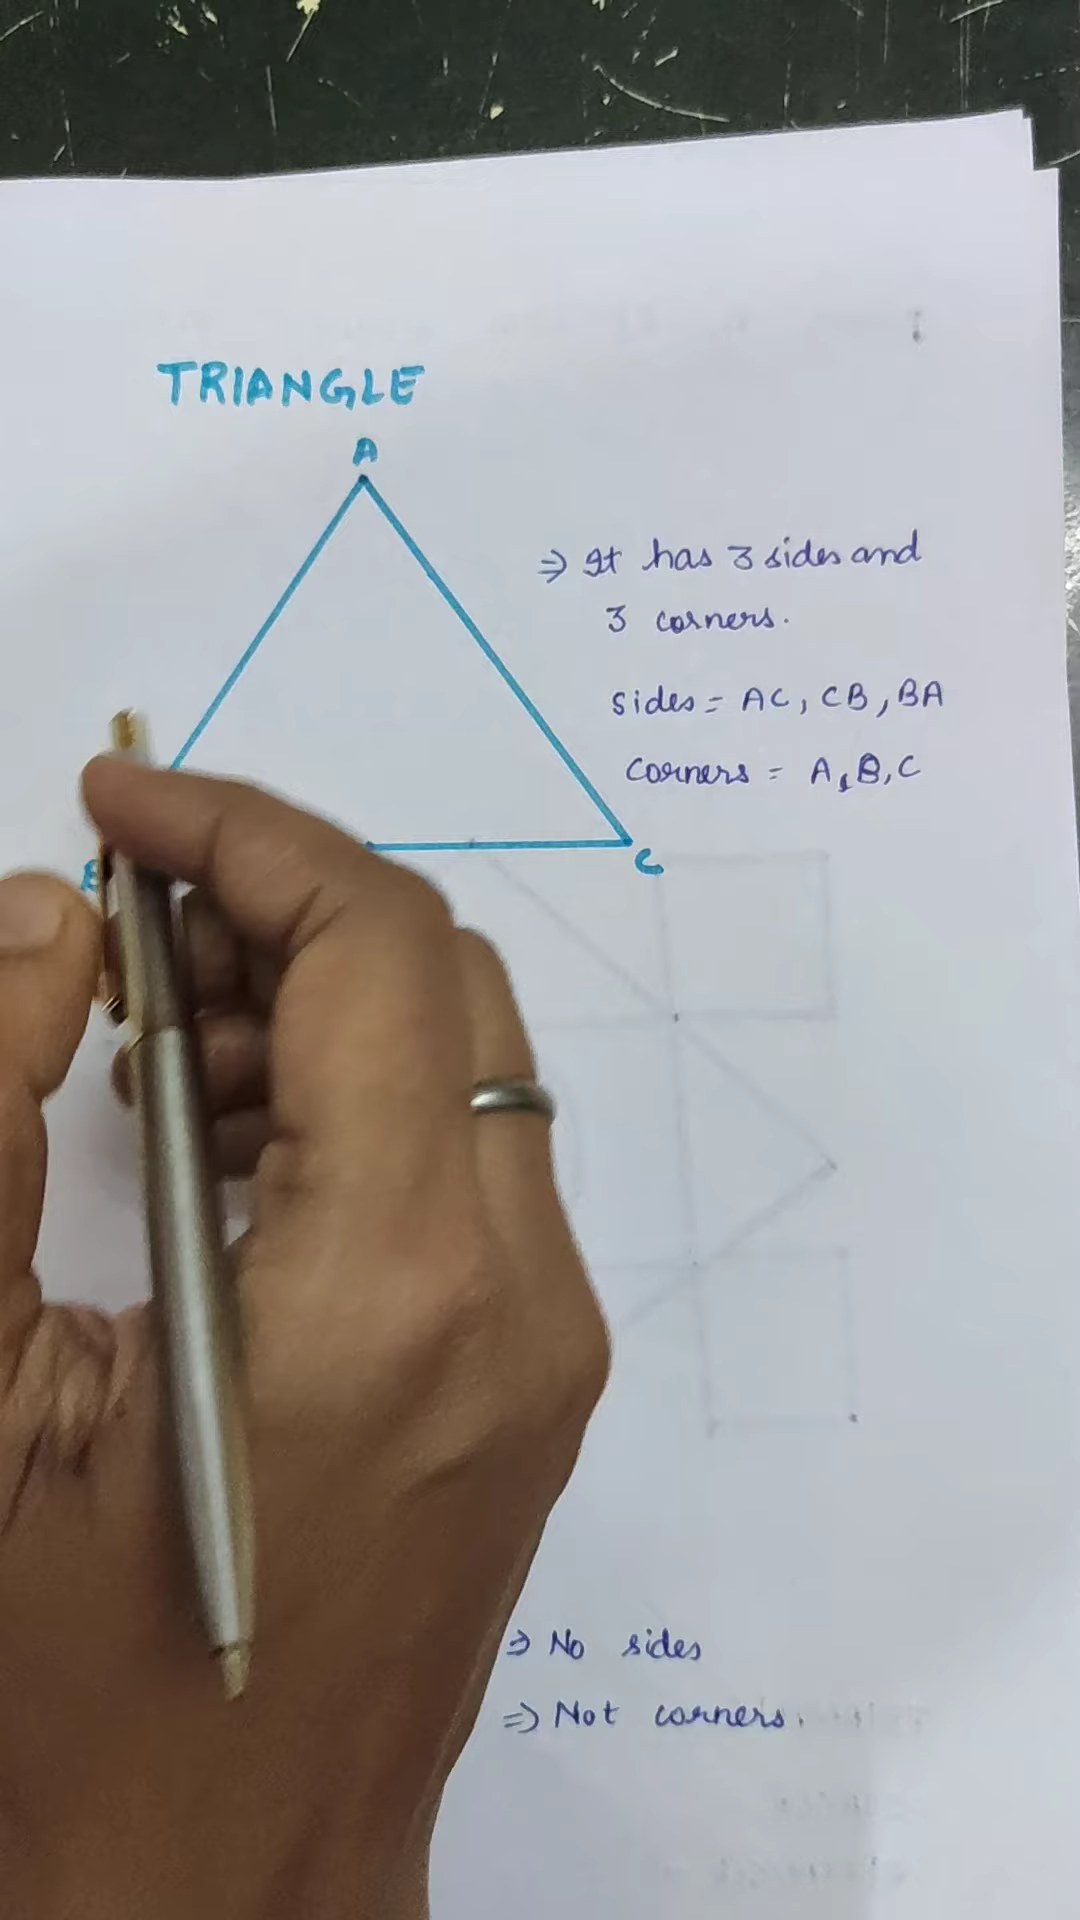 TRIANGLE
A
⇒ It has 3 sides and
3 corners.
sides = AC, CB, BA
corners = A, B, C
C
⇒ No sides
⇒ Not corners.